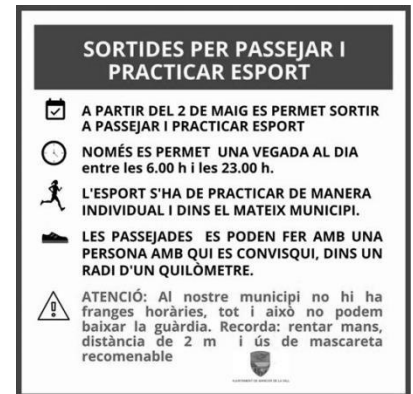 SORTIDES PER PASSEJAR I
PRACTICAR ESPORT
A PARTIR DEL 2 DE MAIG ES PERMET SORTIR
A PASSEJAR I PRACTICAR ESPORT
NOMÉS ES PERMET UNA VEGADA AL DIA
entre les 6.00 h i les 23.00 h.
L'ESPORT S'HA DE PRACTICAR DE MANERA
INDIVIDUAL I DINS EL MATEIX MUNICIPI.
LES PASSEJADES ES PODEN FER AMB UNA
PERSONA AMB QUI ES CONVISQUI, DINS UN
RADI D'UN QUILÒMETRE.
ATENCIÓ: Al nostre municipi no hi ha
franges horàries, tot i això no podem
baixar la guàrdia. Recorda: rentar mans,
distància de 2 m i ús de mascareta
recomenable